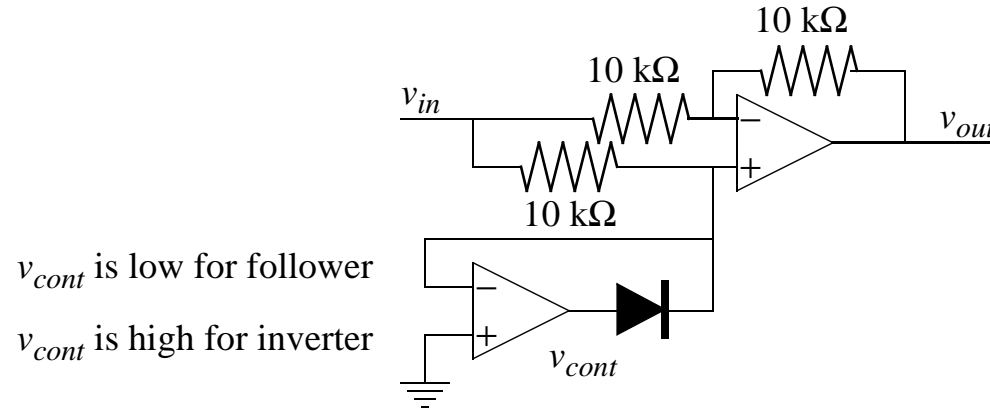 10 kΩ
10 kΩ
v_in
v_out
10 kΩ
v_cont is low for follower
v_cont is high for inverter
v_cont
− +
− +